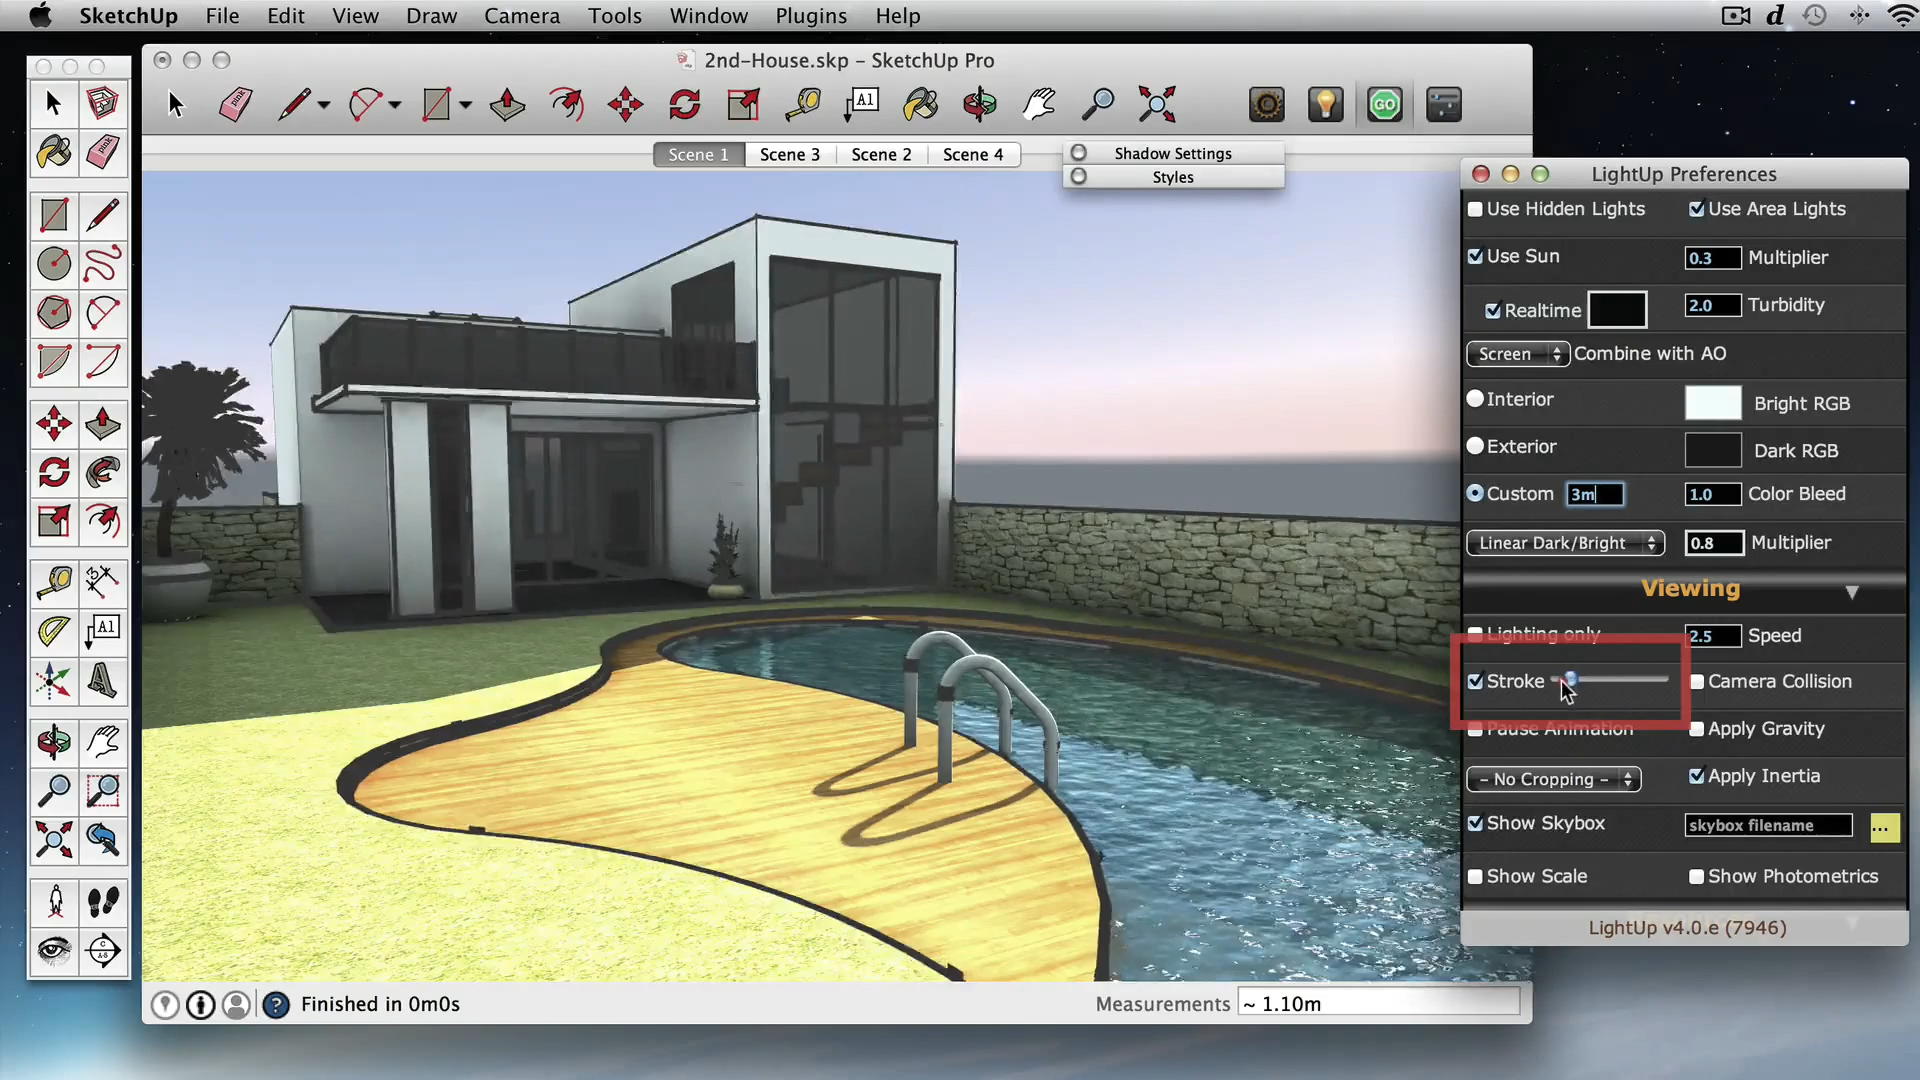 SketchUp File Edit View Draw Camera Tools Window Plugins Help
2nd-House.skp – SketchUp Pro
Scene 1 Scene 3 Scene 2 Scene 4
Shadow Settings
Styles
LightUp Preferences
Use Hidden Lights Use Area Lights
Use Sun 0.3 Multiplier
Realtime 2.0 Turbidity
Screen Combine with AO
Interior Bright RGB
Exterior Dark RGB
Custom 3m 1.0 Color Bleed
Linear Dark/Bright 0.8 Multiplier
Viewing
Lighting only 2.5 Speed
Stroke Camera Collision
Pause Animation Apply Gravity
– No Cropping – Apply Inertia
Show Skybox skybox filename ...
Show Scale Show Photometrics
LightUp v4.0.e (7946)
Finished in 0m0s Measurements ~ 1.10m